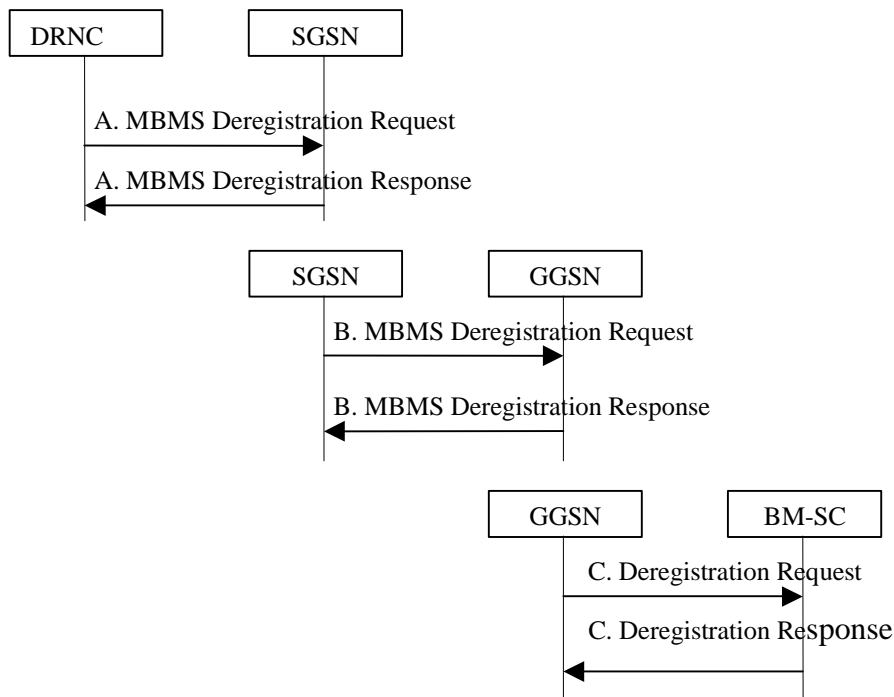 DRNC
SGSN
A. MBMS Deregistration Request
A. MBMS Deregistration Response
SGSN
GGSN
B. MBMS Deregistration Request
B. MBMS Deregistration Response
GGSN
BM-SC
C. Deregistration Request
C. Deregistration Response